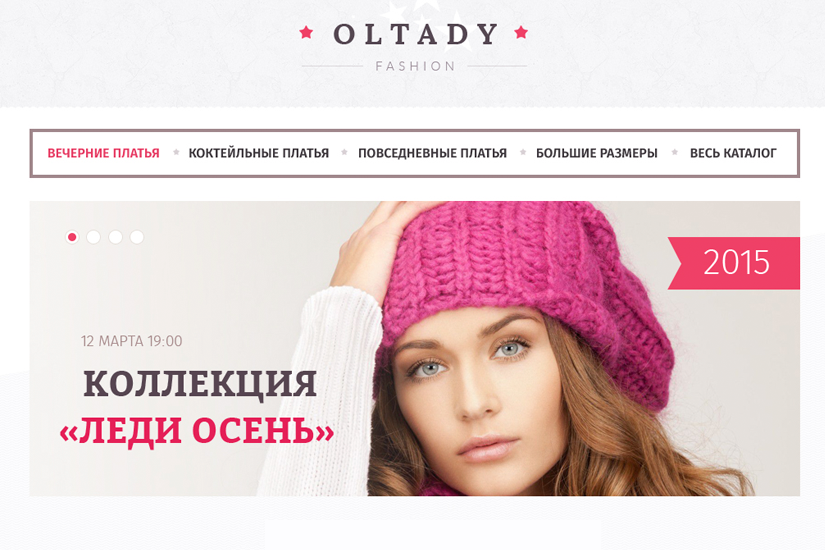 OLTADY
FASHION
ВЕЧЕРНИЕ ПЛАТЬЯ КОКТЕЙЛЬНЫЕ ПЛАТЬЯ ПОВСЕДНЕВНЫЕ ПЛАТЬЯ БОЛЬШИЕ РАЗМЕРЫ ВЕСЬ КАТАЛОГ
2015
12 МАРТА 19:00
КОЛЛЕКЦИЯ
«ЛЕДИ ОСЕНЬ»